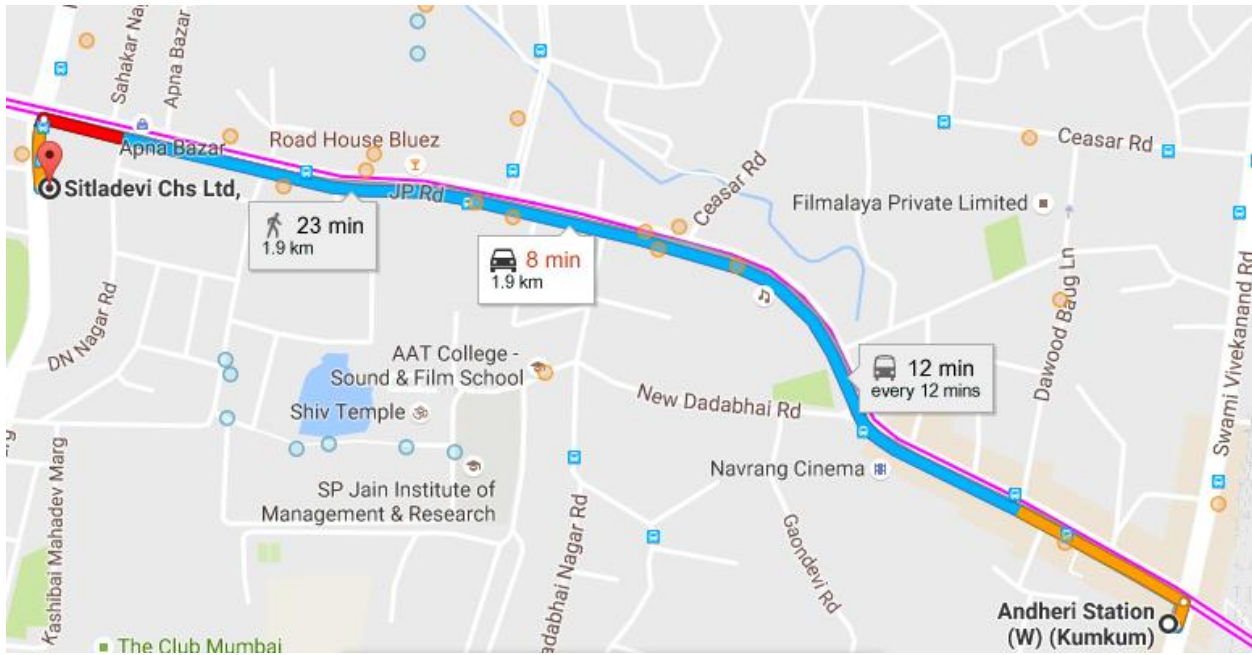 Sahakar Nag
Apna Bazar
Apna Bazar
Road House Bluez
Ceasar Rd
Ceasar Rd
Sitladevi Chs Ltd,
JP Rd
Filmalaya Private Limited
23 min
1.9 km
8 min
1.9 km
DN Nagar Rd
Dawood Baug Ln
Swami Vivekanand Rd
AAT College -
Sound & Film School
12 min
every 12 mins
New Dadabhai Rd
Shiv Temple
Navrang Cinema
SP Jain Institute of
Management & Research
Kashibai Mahadev Marg
adabhai Nagar Rd
Gaondevi Rd
Andheri Station
(W) (Kumkum)
The Club Mumbai